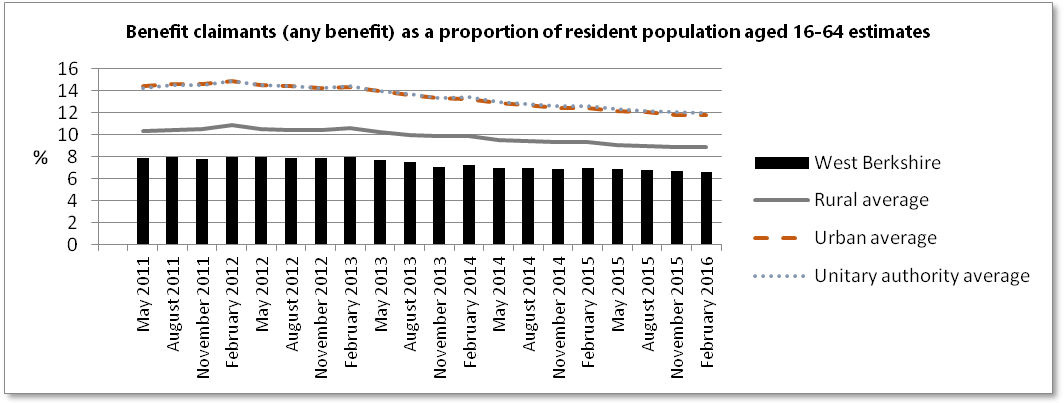 Benefit claimants (any benefit) as a proportion of resident population aged 16-64 estimates
16
14
12
10
8
6
4
2
0
%
May 2011
August 2011
November 2011
February 2012
May 2012
August 2012
November 2012
February 2013
May 2013
August 2013
November 2013
February 2014
May 2014
August 2014
November 2014
February 2015
May 2015
August 2015
November 2015
February 2016
West Berkshire
Rural average
Urban average
Unitary authority average